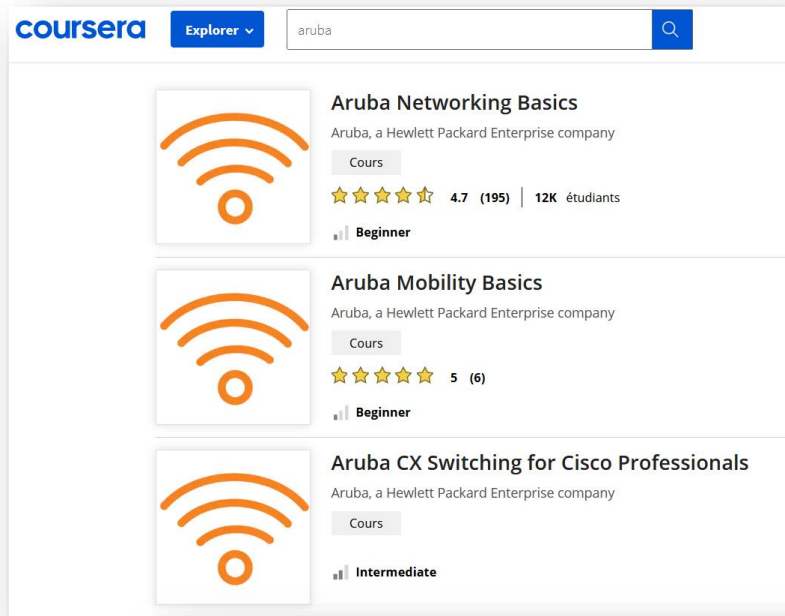 coursera
Explorer
aruba
Aruba Networking Basics
Aruba, a Hewlett Packard Enterprise company
Cours
4.7 (195) 12K étudiants
Beginner
Aruba Mobility Basics
Aruba, a Hewlett Packard Enterprise company
Cours
5 (6)
Beginner
Aruba CX Switching for Cisco Professionals
Aruba, a Hewlett Packard Enterprise company
Cours
Intermediate